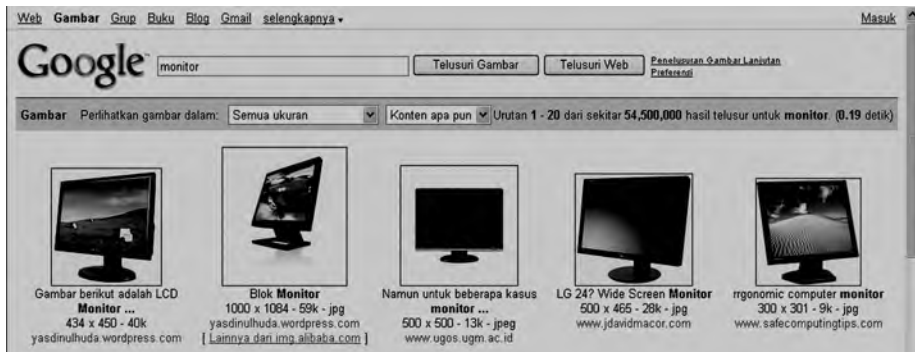 Web Gambar Grup Buku Blog Gmail selengkapnya Masuk
Google monitor Telusuri Gambar Telusuri Web Penelusuran Gambar Lanjutan
Preferensi
Gambar Perlihatkan gambar dalam: Semua ukuran Konten apa pun Urutan 1 - 20 dari sekitar 54,500,000 hasil telusur untuk monitor. (0.19 detik)
Gambar berikut adalah LCD
Monitor ...
434 x 450 - 40k
yasdinulhuda.wordpress.com
Blok Monitor
1000 x 1084 - 59k - jpg
yasdinulhuda.wordpress.com
[ Lainnya dari img.alibaba.com ]
Namun untuk beberapa kasus
monitor ...
500 x 500 - 13k - jpeg
www.ugos.ugm.ac.id
LG 24? Wide Screen Monitor
500 x 465 - 28k - jpg
www.jdavidmacor.com
rrgonomic computer monitor
300 x 301 - 9k - jpg
www.safecomputingtips.com